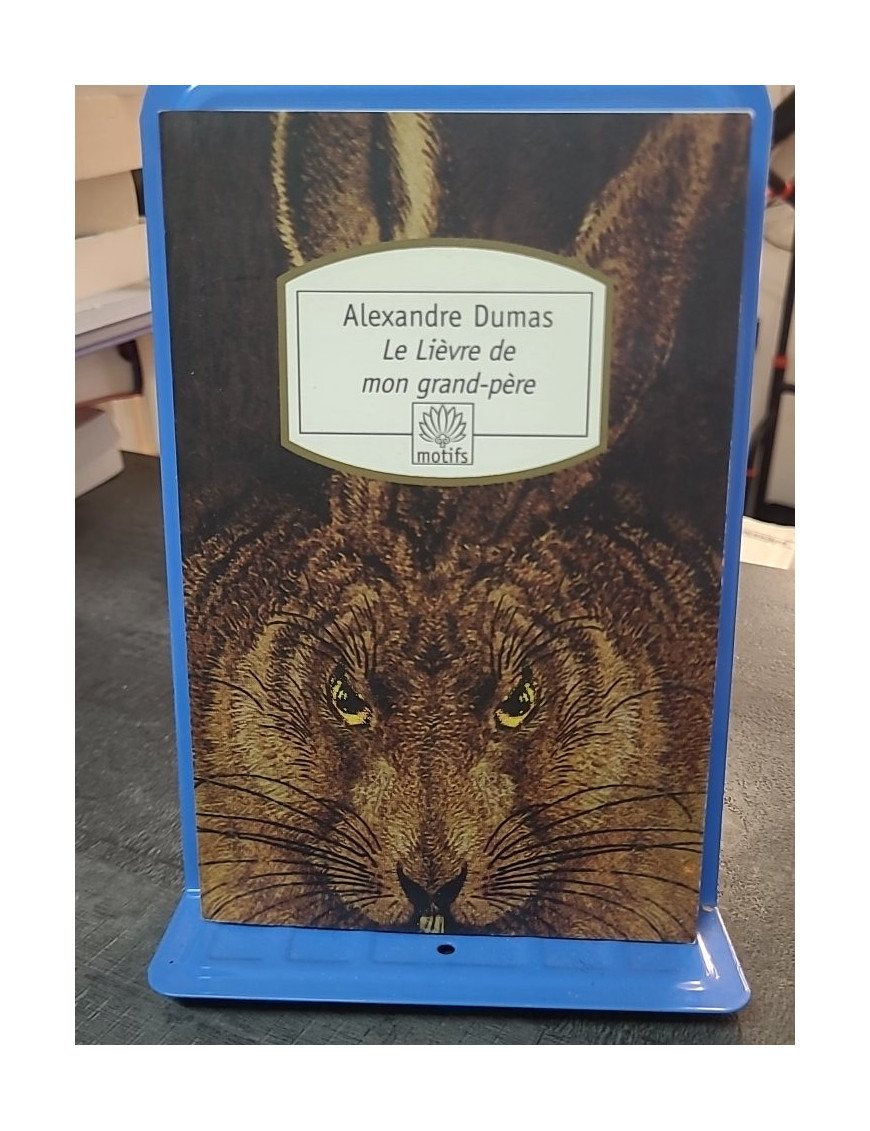 Alexandre Dumas
Le Lièvre de
mon grand-père
motifs